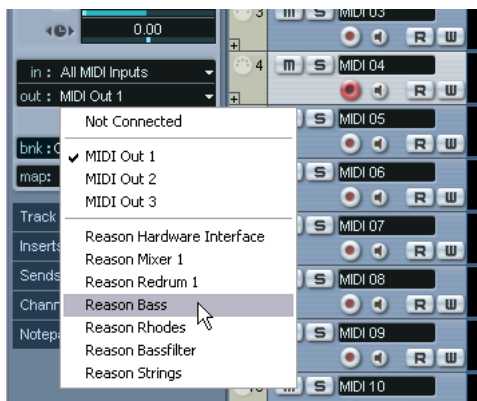 0.00
in : All MIDI Inputs
out : MIDI Out 1
Not Connected
MIDI Out 1
MIDI Out 2
MIDI Out 3
Reason Hardware Interface
Reason Mixer 1
Reason Redrum 1
Reason Bass
Reason Rhodes
Reason Bassfilter
Reason Strings
bnk :
map:
Track
Inserts
Sends
Chann
Notep
3 m S MIDI 03
R W
4 m S MIDI 04
R W
S MIDI 05
R W
S MIDI 06
R W
S MIDI 07
R W
S MIDI 08
R W
S MIDI 09
R W
m S MIDI 10